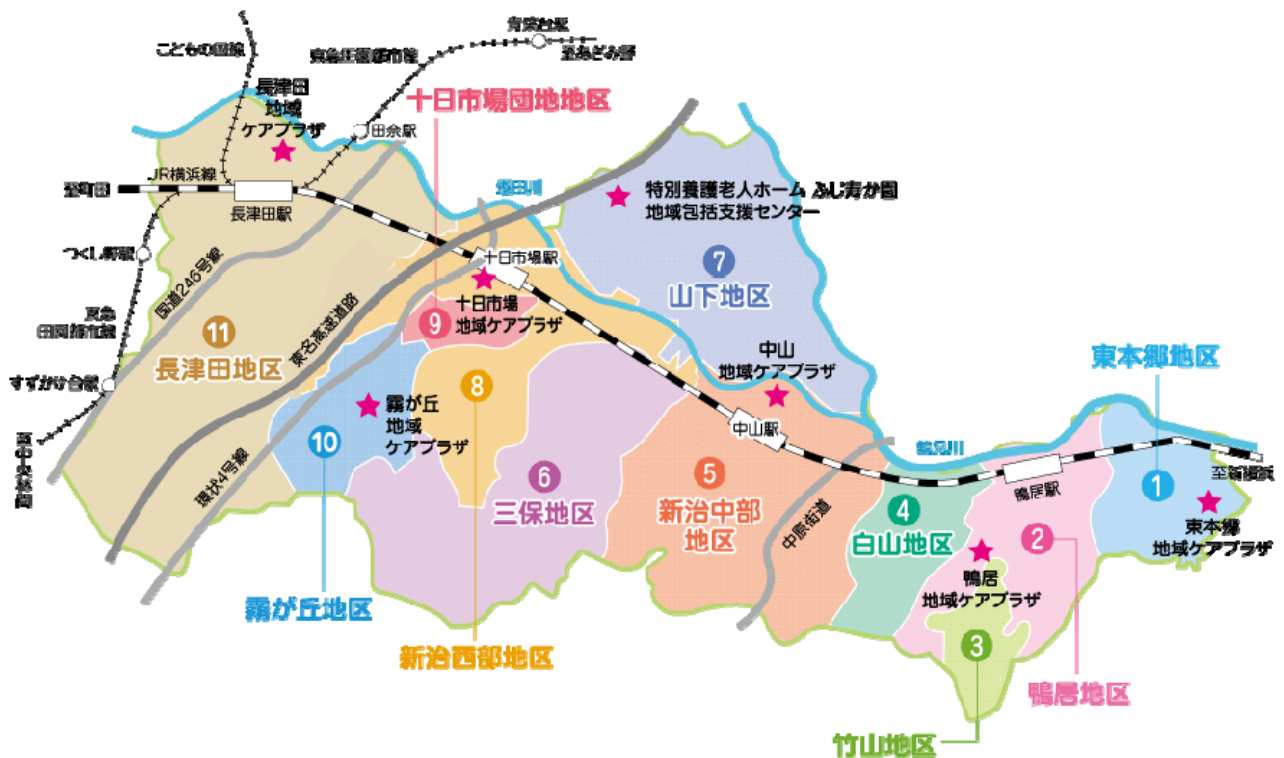 青葉台駅
こどもの国線
東急田園都市線
至あざみ野
長津田
地域
ケアプラザ
十日市場団地地区
田奈駅
JR横浜線
至町田
長津田駅
恩田川
特別養護老人ホーム ふじ寿か園
地域包括支援センター
つくし野駅
国道246号線
十日市場駅
7
山下地区
十日市場
地域ケアプラザ
9
東急
田園都市線
11
長津田地区
東名高速道路
中山
地域ケアプラザ
東本郷地区
すずかけ台駅
8
霧が丘
地域
ケアプラザ
10
中山駅
至中央林間
環状4号線
6
三保地区
5
新治中部
地区
中原街道
鶴見川
鴨居駅
至新横浜
1
4
白山地区
2
東本郷
地域ケアプラザ
鴨居
地域ケアプラザ
霧が丘地区
新治西部地区
3
鴨居地区
竹山地区